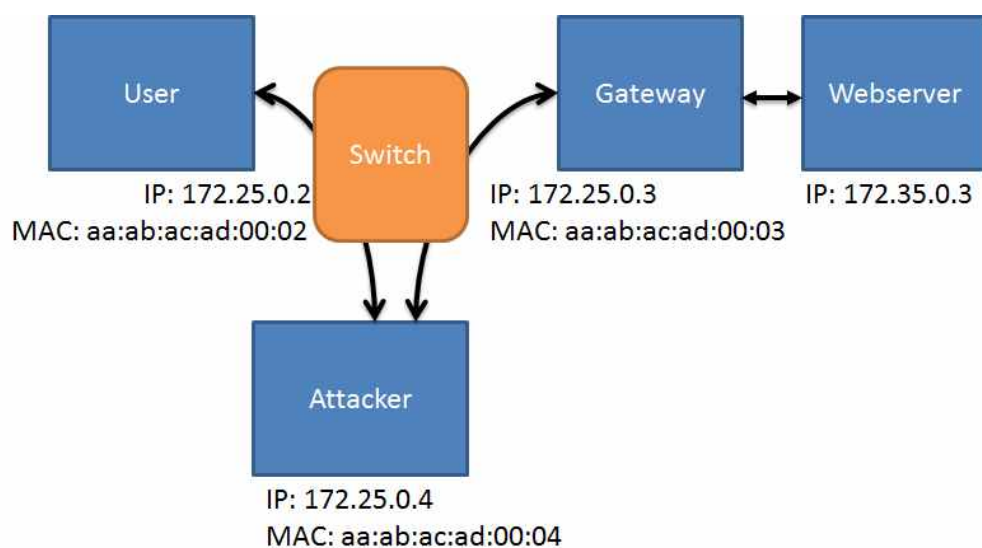 User
Switch
Gateway
Webserver
IP: 172.25.0.2
MAC: aa:ab:ac:ad:00:02
IP: 172.25.0.3
MAC: aa:ab:ac:ad:00:03
IP: 172.35.0.3
Attacker
IP: 172.25.0.4
MAC: aa:ab:ac:ad:00:04